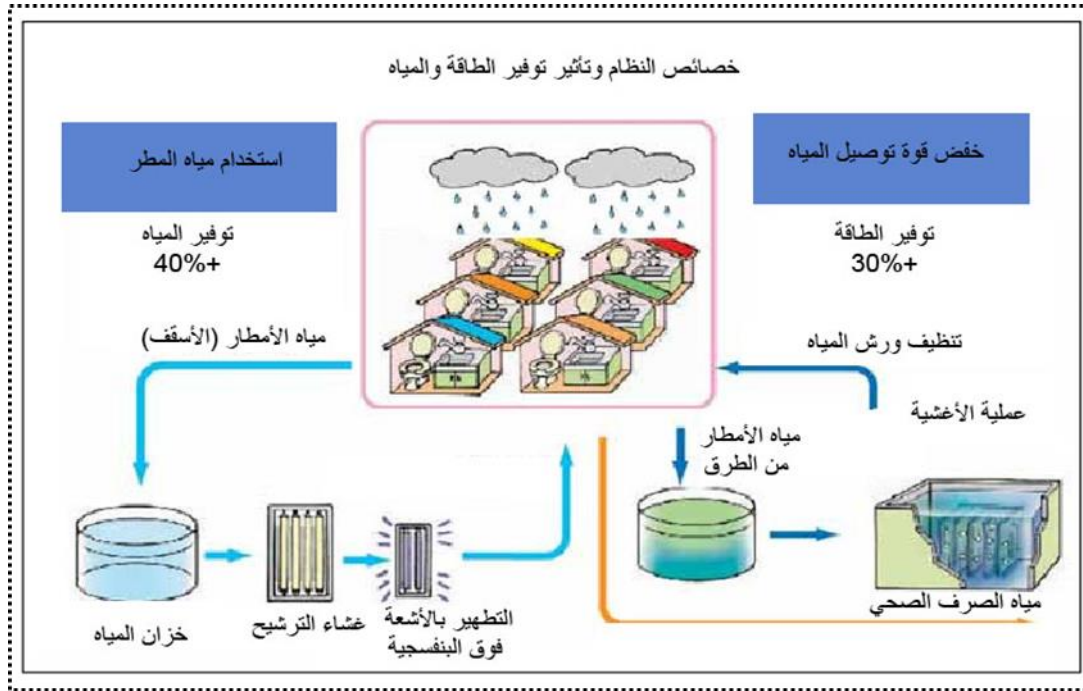 خصائص النظام وتأثير توفير الطاقة والمياه
خفض قوة توصيل المياه
توفير الطاقة
30%+
استخدام مياه المطر
توفير المياه
40%+
تنظيف ورش المياه
عملية الأغشية
مياه الأمطار (الأسقف)
مياه الأمطار
من الطرق
مياه الصرف الصحي
خزان المياه
غشاء الترشيح
التطهير بالأشعة
فوق البنفسجية